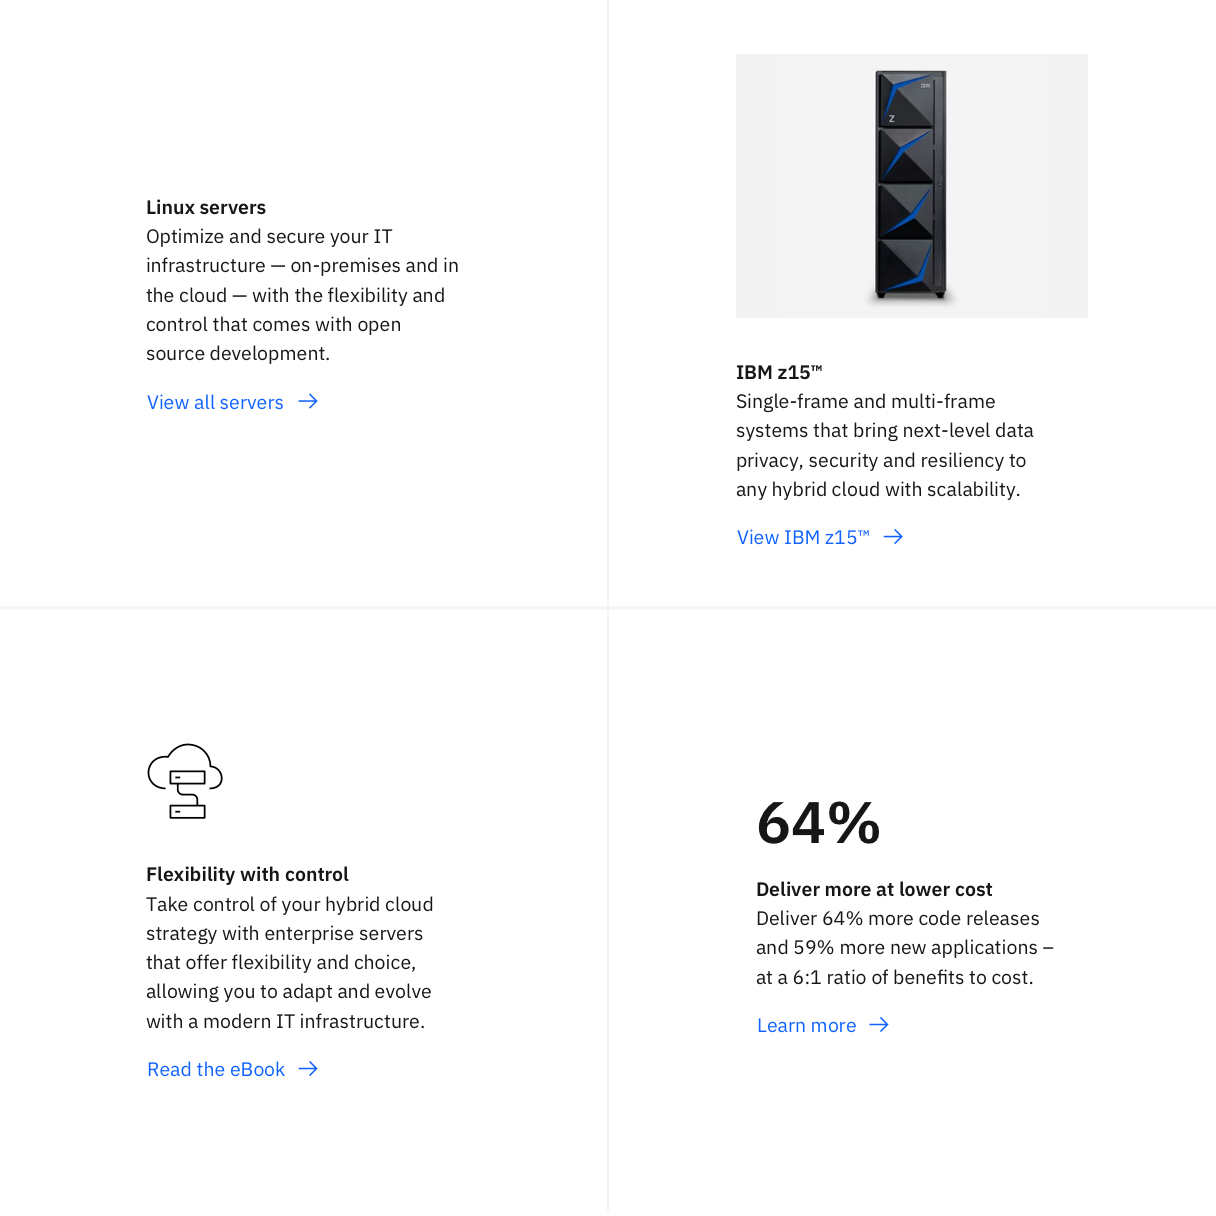 Linux servers
Optimize and secure your IT
infrastructure — on-premises and in
the cloud — with the flexibility and
control that comes with open
source development.
View all servers
IBM
Z
IBM z15™
Single-frame and multi-frame
systems that bring next-level data
privacy, security and resiliency to
any hybrid cloud with scalability.
View IBM z15™
Flexibility with control
Take control of your hybrid cloud
strategy with enterprise servers
that offer flexibility and choice,
allowing you to adapt and evolve
with a modern IT infrastructure.
Read the eBook
64%
Deliver more at lower cost
Deliver 64% more code releases
and 59% more new applications –
at a 6:1 ratio of benefits to cost.
Learn more